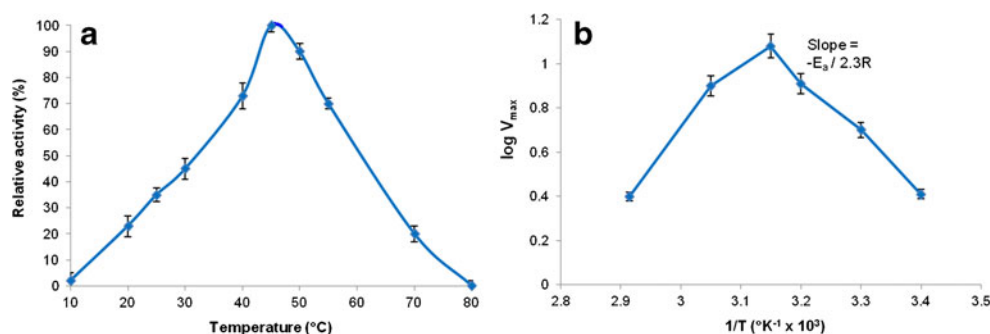 a
100
90
80
70
60
50
40
30
20
10
0
Relative activity (%)
10 20 30 40 50 60 70 80
Temperature (°C)
b
Slope =
-Ea / 2.3R
1.2
1
0.8
0.6
0.4
0.2
0
log Vmax
2.8 2.9 3 3.1 3.2 3.3 3.4 3.5
1/T (°K-1 x 103)